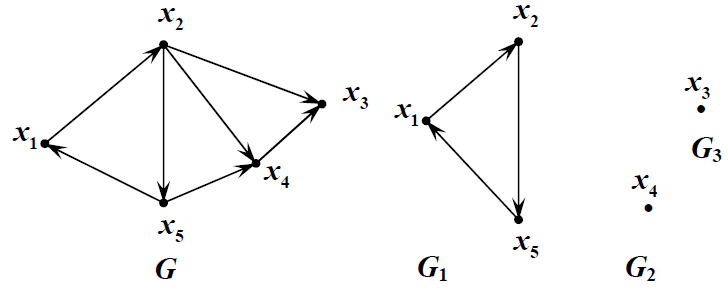 x₂
x₃
x₁
x₄
x₅
G
x₂
x₁
x₅
G₁
x₄
G₂
x₃
G₃